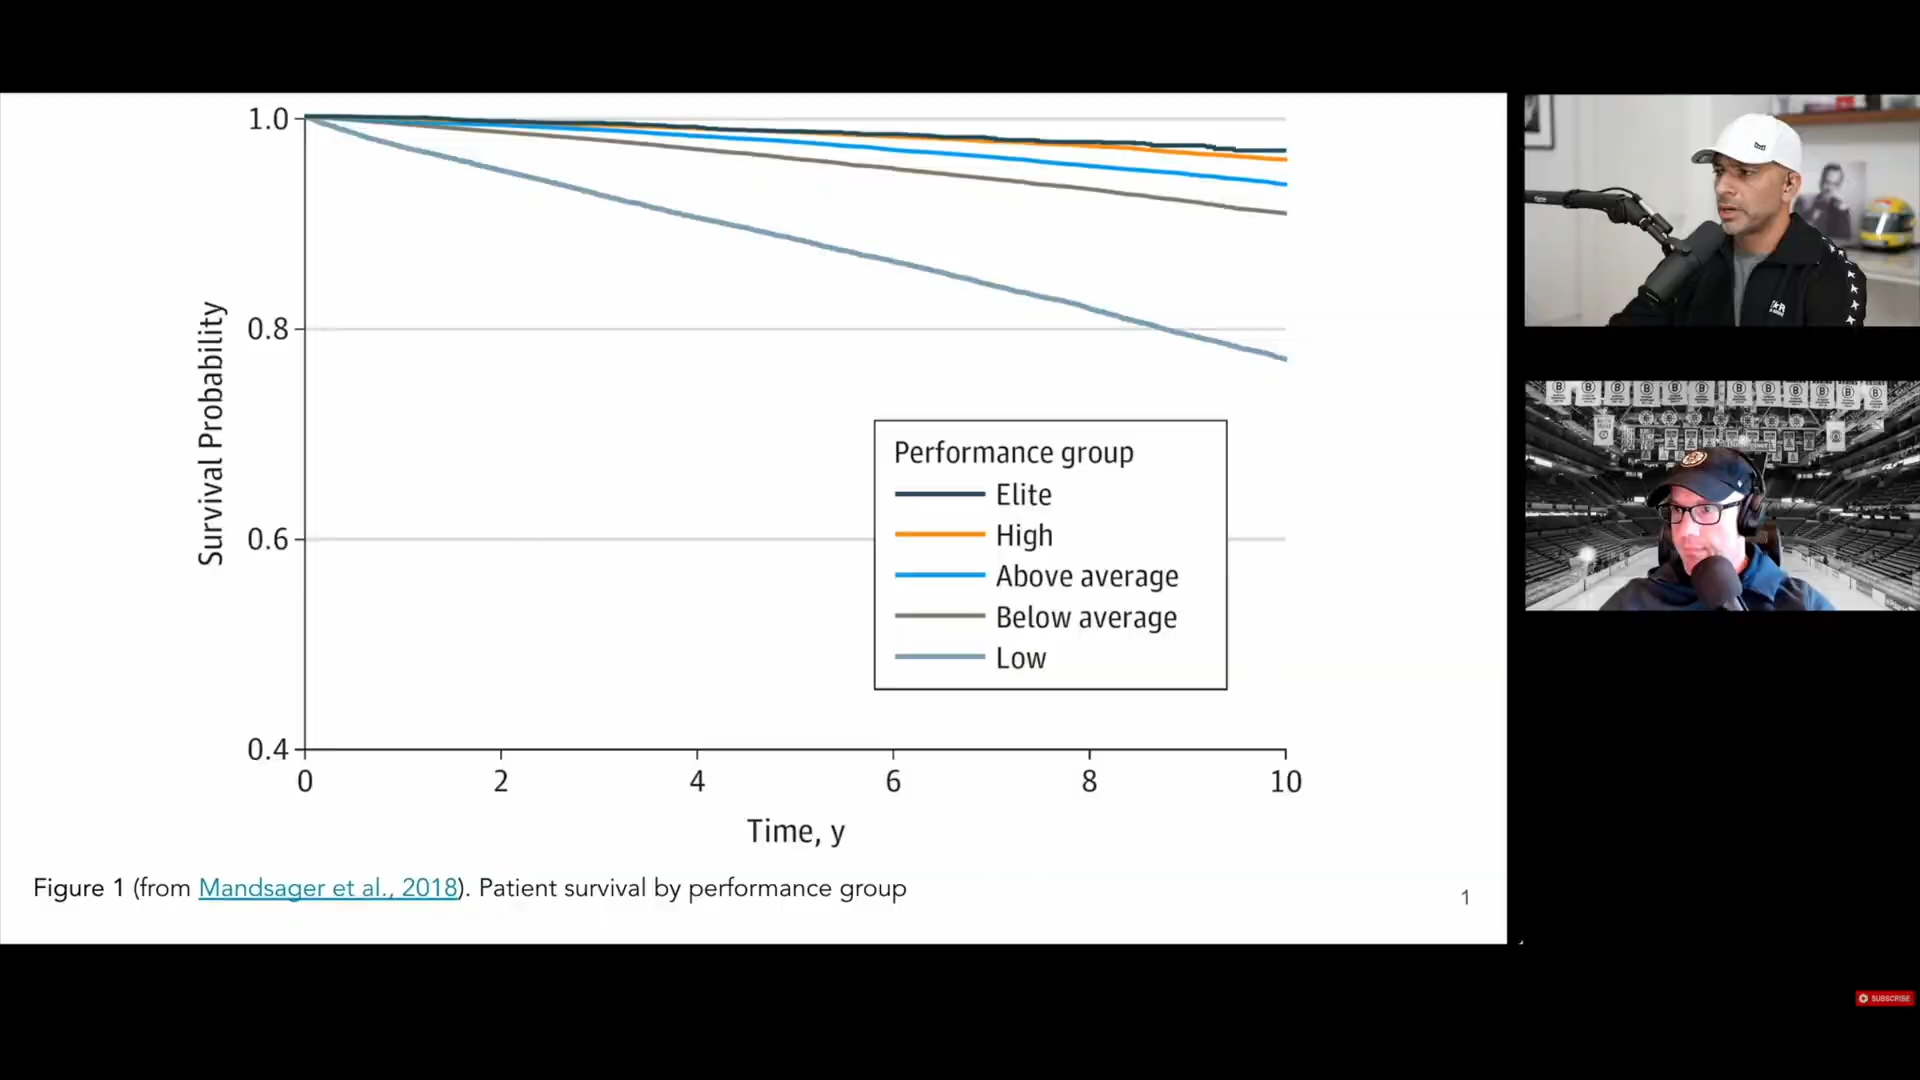 1.0
0.8
0.6
0.4
Survival Probability
0
2
4
6
8
10
Time, y
Performance group
Elite
High
Above average
Below average
Low
Figure 1 (from Mandsager et al., 2018). Patient survival by performance group
1
SUBSCRIBE